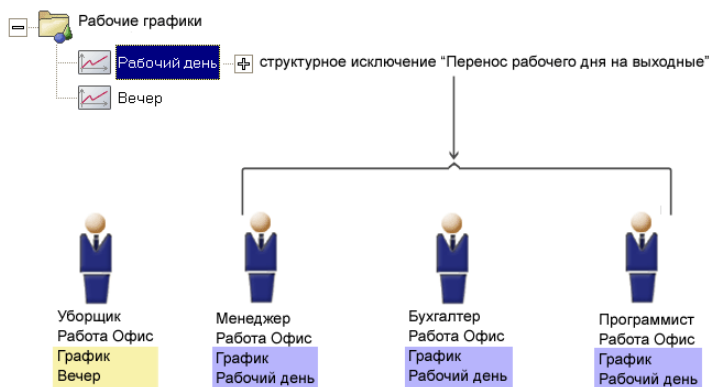 Рабочие графики
Рабочий день
структурное исключение “Перенос рабочего дня на выходные”
Вечер
Уборщик
Работа Офис
График
Вечер
Менеджер
Работа Офис
График
Рабочий день
Бухгалтер
Работа Офис
График
Рабочий день
Программист
Работа Офис
График
Рабочий день